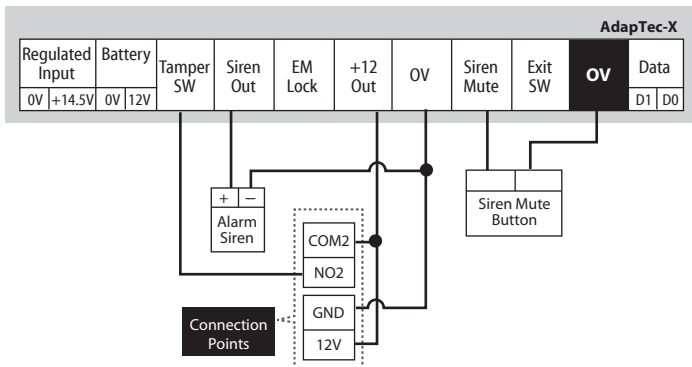 AdapTec-X
Regulated Input
Battery
Tamper SW
Siren Out
EM Lock
+12 Out
0V
Siren Mute
Exit SW
0V
Data
0V
+14.5V
0V
12V
D1
D0
+
−
Alarm Siren
Siren Mute Button
COM2
NO2
GND
12V
Connection Points